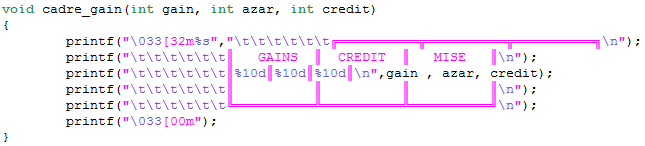 void cadre_gain(int gain, int azar, int credit)
{
        printf("\033[32m%s","\t\t\t\t\t\t╔══════════╦══════════╦══════════╗\n");
        printf("\t\t\t\t\t\t║   GAINS  ║  CREDIT  ║   MISE   ║\n");
        printf("\t\t\t\t\t\t║%10d║%10d║%10d║\n",gain , azar, credit);
        printf("\t\t\t\t\t\t║          ║          ║          ║\n");
        printf("\t\t\t\t\t\t╚══════════╩══════════╩══════════╝\n");
        printf("\033[00m");
}